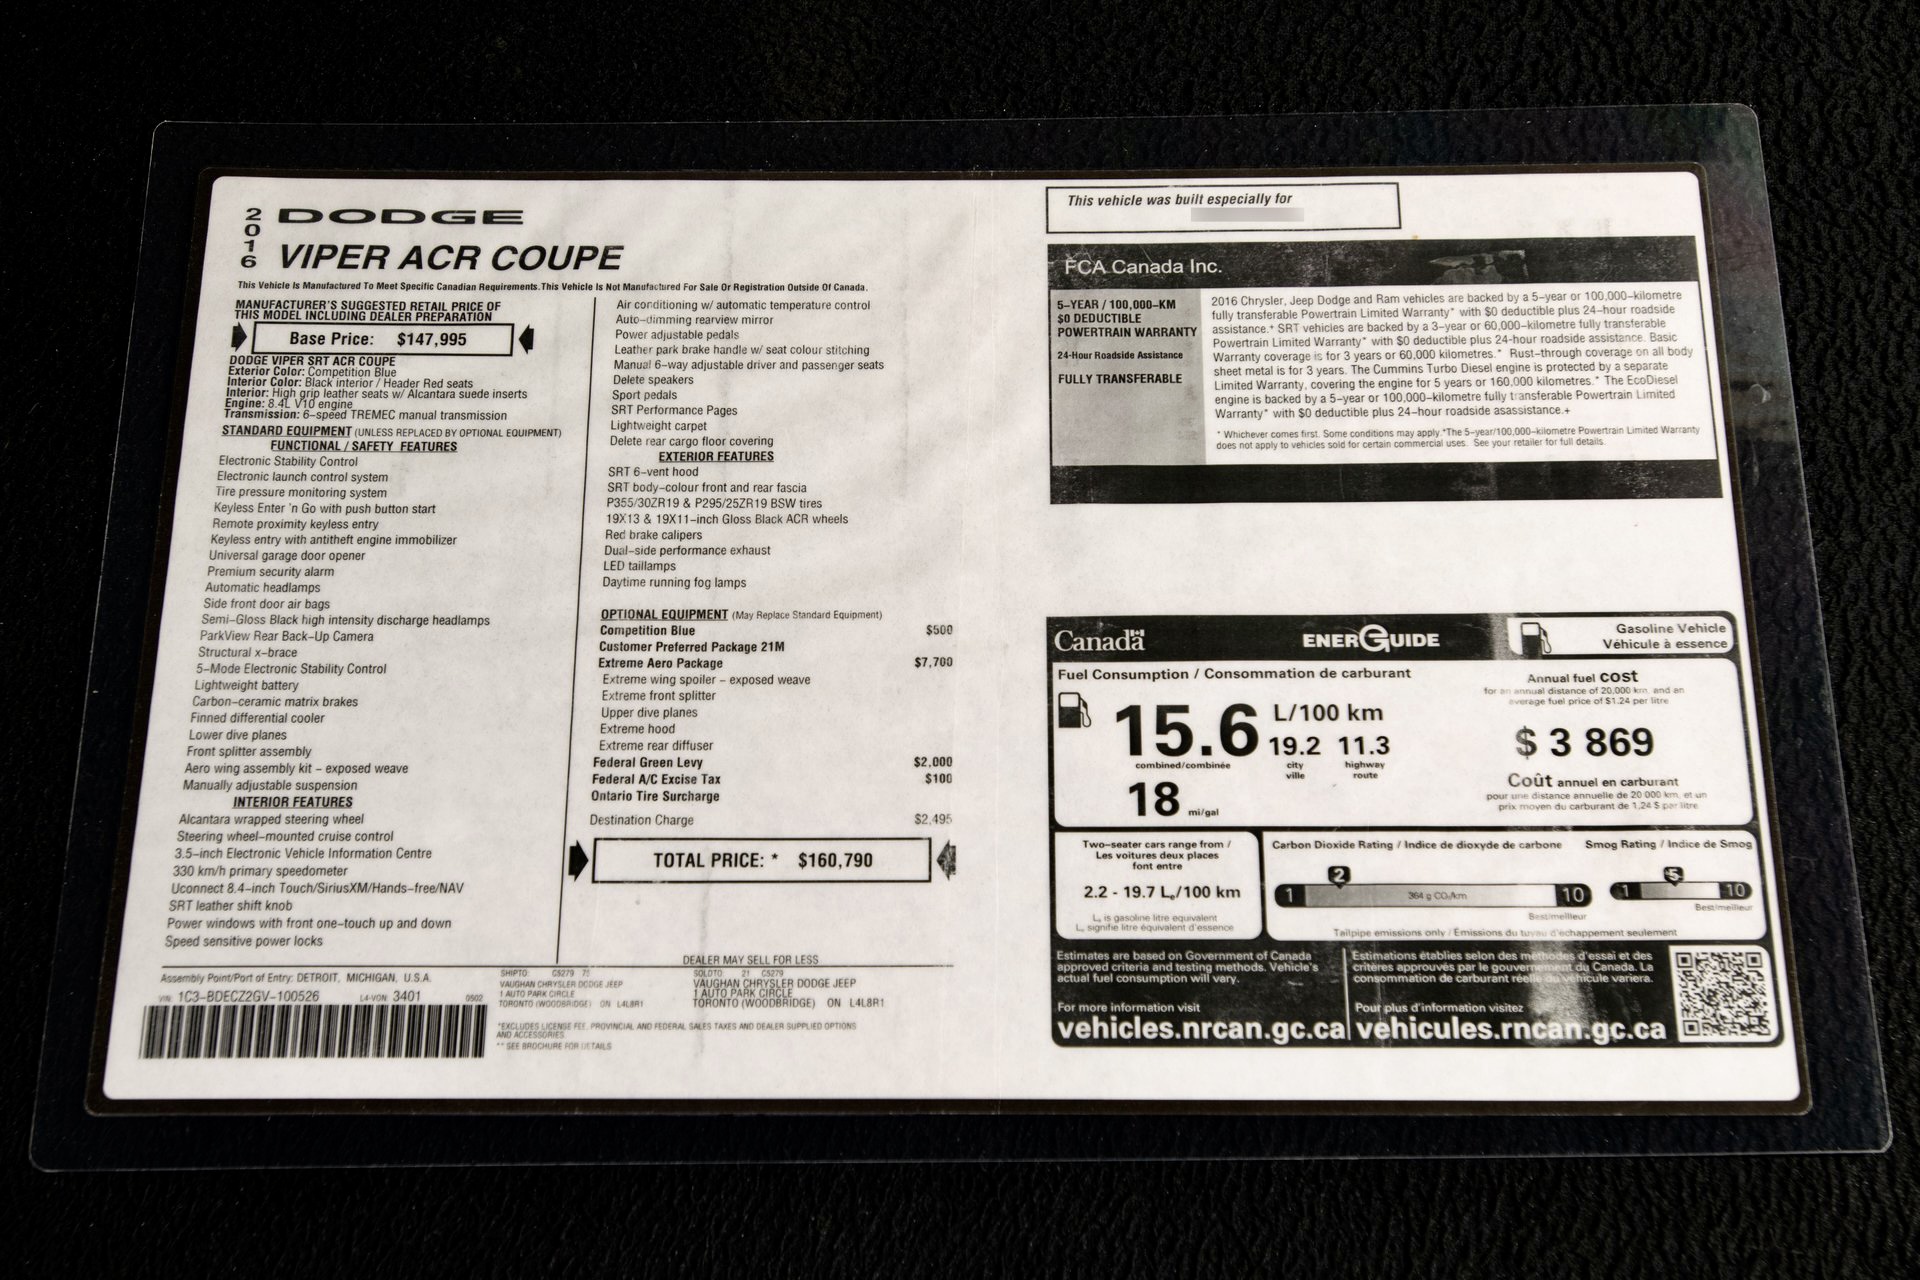 2016 DODGE
VIPER ACR COUPE
This Vehicle Is Manufactured To Meet Specific Canadian Requirements.This Vehicle Is Not Manufactured For Sale Or Registration Outside Of Canada.
MANUFACTURER'S SUGGESTED RETAIL PRICE OF
THIS MODEL INCLUDING DEALER PREPARATION
Base Price: $147,995
DODGE VIPER SRT ACR COUPE
Exterior Color: Competition Blue
Interior Color: Black interior / Header Red seats
Interior: High grip leather seats w/ Alcantara suede inserts
Engine: 8.4L V10 engine
Transmission: 6-speed TREMEC manual transmission
STANDARD EQUIPMENT (UNLESS REPLACED BY OPTIONAL EQUIPMENT)
FUNCTIONAL / SAFETY FEATURES
Electronic Stability Control
Electronic launch control system
Tire pressure monitoring system
Keyless Enter 'n Go with push button start
Remote proximity keyless entry
Keyless entry with antitheft engine immobilizer
Universal garage door opener
Premium security alarm
Automatic headlamps
Side front door air bags
Semi-Gloss Black high intensity discharge headlamps
ParkView Rear Back-Up Camera
Structural x-brace
5-Mode Electronic Stability Control
Lightweight battery
Carbon-ceramic matrix brakes
Finned differential cooler
Lower dive planes
Front splitter assembly
Aero wing assembly kit - exposed weave
Manually adjustable suspension
INTERIOR FEATURES
Alcantara wrapped steering wheel
Steering wheel-mounted cruise control
3.5-inch Electronic Vehicle Information Centre
330 km/h primary speedometer
Uconnect 8.4-inch Touch/SiriusXM/Hands-free/NAV
SRT leather shift knob
Power windows with front one-touch up and down
Speed sensitive power locks
Air conditioning w/ automatic temperature control
Auto-dimming rearview mirror
Power adjustable pedals
Leather park brake handle w/ seat colour stitching
Manual 6-way adjustable driver and passenger seats
Delete speakers
Sport pedals
SRT Performance Pages
Lightweight carpet
Delete rear cargo floor covering
EXTERIOR FEATURES
SRT 6-vent hood
SRT body-colour front and rear fascia
P355/30ZR19 & P295/25ZR19 BSW tires
19X13 & 19X11-inch Gloss Black ACR wheels
Red brake calipers
Dual-side performance exhaust
LED taillamps
Daytime running fog lamps
OPTIONAL EQUIPMENT (May Replace Standard Equipment)
Competition Blue $500
Customer Preferred Package 21M
Extreme Aero Package $7,700
Extreme wing spoiler - exposed weave
Extreme front splitter
Upper dive planes
Extreme hood
Extreme rear diffuser
Federal Green Levy $2,000
Federal A/C Excise Tax $100
Ontario Tire Surcharge
Destination Charge $2,495
TOTAL PRICE: * $160,790
DEALER MAY SELL FOR LESS
Assembly Point/Port of Entry: DETROIT, MICHIGAN, U.S.A.
VIN: 1C3-BDECZ2GV-100526 L4-VON: 3401 0502
SHIPTO: C5279
VAUGHAN CHRYSLER DODGE JEEP
1 AUTO PARK CIRCLE
TORONTO (WOODBRIDGE) ON L4L8R1
SOLDTO: 21 C5279
VAUGHAN CHRYSLER DODGE JEEP
1 AUTO PARK CIRCLE
TORONTO (WOODBRIDGE) ON L4L8R1
*EXCLUDES LICENSE FEE, PROVINCIAL AND FEDERAL SALES TAXES AND DEALER SUPPLIED OPTIONS
AND ACCESSORIES.
** SEE BROCHURE FOR DETAILS
This vehicle was built especially for
FCA Canada Inc.
5-YEAR / 100,000-KM
$0 DEDUCTIBLE
POWERTRAIN WARRANTY
24-Hour Roadside Assistance
FULLY TRANSFERABLE
2016 Chrysler, Jeep Dodge and Ram vehicles are backed by a 5-year or 100,000-kilometre
fully transferable Powertrain Limited Warranty* with $0 deductible plus 24-hour roadside
assistance.+ SRT vehicles are backed by a 3-year or 60,000-kilometre fully transferable
Powertrain Limited Warranty* with $0 deductible plus 24-hour roadside assistance. Basic
Warranty coverage is for 3 years or 60,000 kilometres.* Rust-through coverage on all body
sheet metal is for 3 years. The Cummins Turbo Diesel engine is protected by a separate
Limited Warranty, covering the engine for 5 years or 160,000 kilometres.* The EcoDiesel
engine is backed by a 5-year or 100,000-kilometre fully transferable Powertrain Limited
Warranty* with $0 deductible plus 24-hour roadside asassistance.+
* Whichever comes first. Some conditions may apply.*The 5-year/100,000-kilometre Powertrain Limited Warranty
does not apply to vehicles sold for certain commercial uses. See your retailer for full details.
Canada
ENERGUIDE
Gasoline Vehicle
Véhicule à essence
Fuel Consumption / Consommation de carburant
15.6 L/100 km
combined/combinée
19.2 11.3
city highway
ville route
18 mi/gal
Annual fuel COST
for an annual distance of 20,000 km, and an
average fuel price of $1.24 per litre
$ 3 869
Coût annuel en carburant
pour une distance annuelle de 20 000 km, et un
prix moyen du carburant de 1,24 $ par litre
Two-seater cars range from /
Les voitures deux places
font entre
2.2 - 19.7 Le/100 km
Le is gasoline litre equivalent
Le signifie litre équivalent d'essence
Carbon Dioxide Rating / Indice de dioxyde de carbone
1 2 364 g CO2/km 10
Best/meilleur
Smog Rating / Indice de Smog
1 5 10
Best/meilleur
Tailpipe emissions only / Émissions du tuyau d'échappement seulement
Estimates are based on Government of Canada
approved criteria and testing methods. Vehicle's
actual fuel consumption will vary.
For more information visit
vehicles.nrcan.gc.ca
Estimations établies selon des méthodes d'essai et des
critères approuvés par le gouvernement du Canada. La
consommation de carburant réelle du véhicule variera.
Pour plus d'information visitez
vehicules.rncan.gc.ca